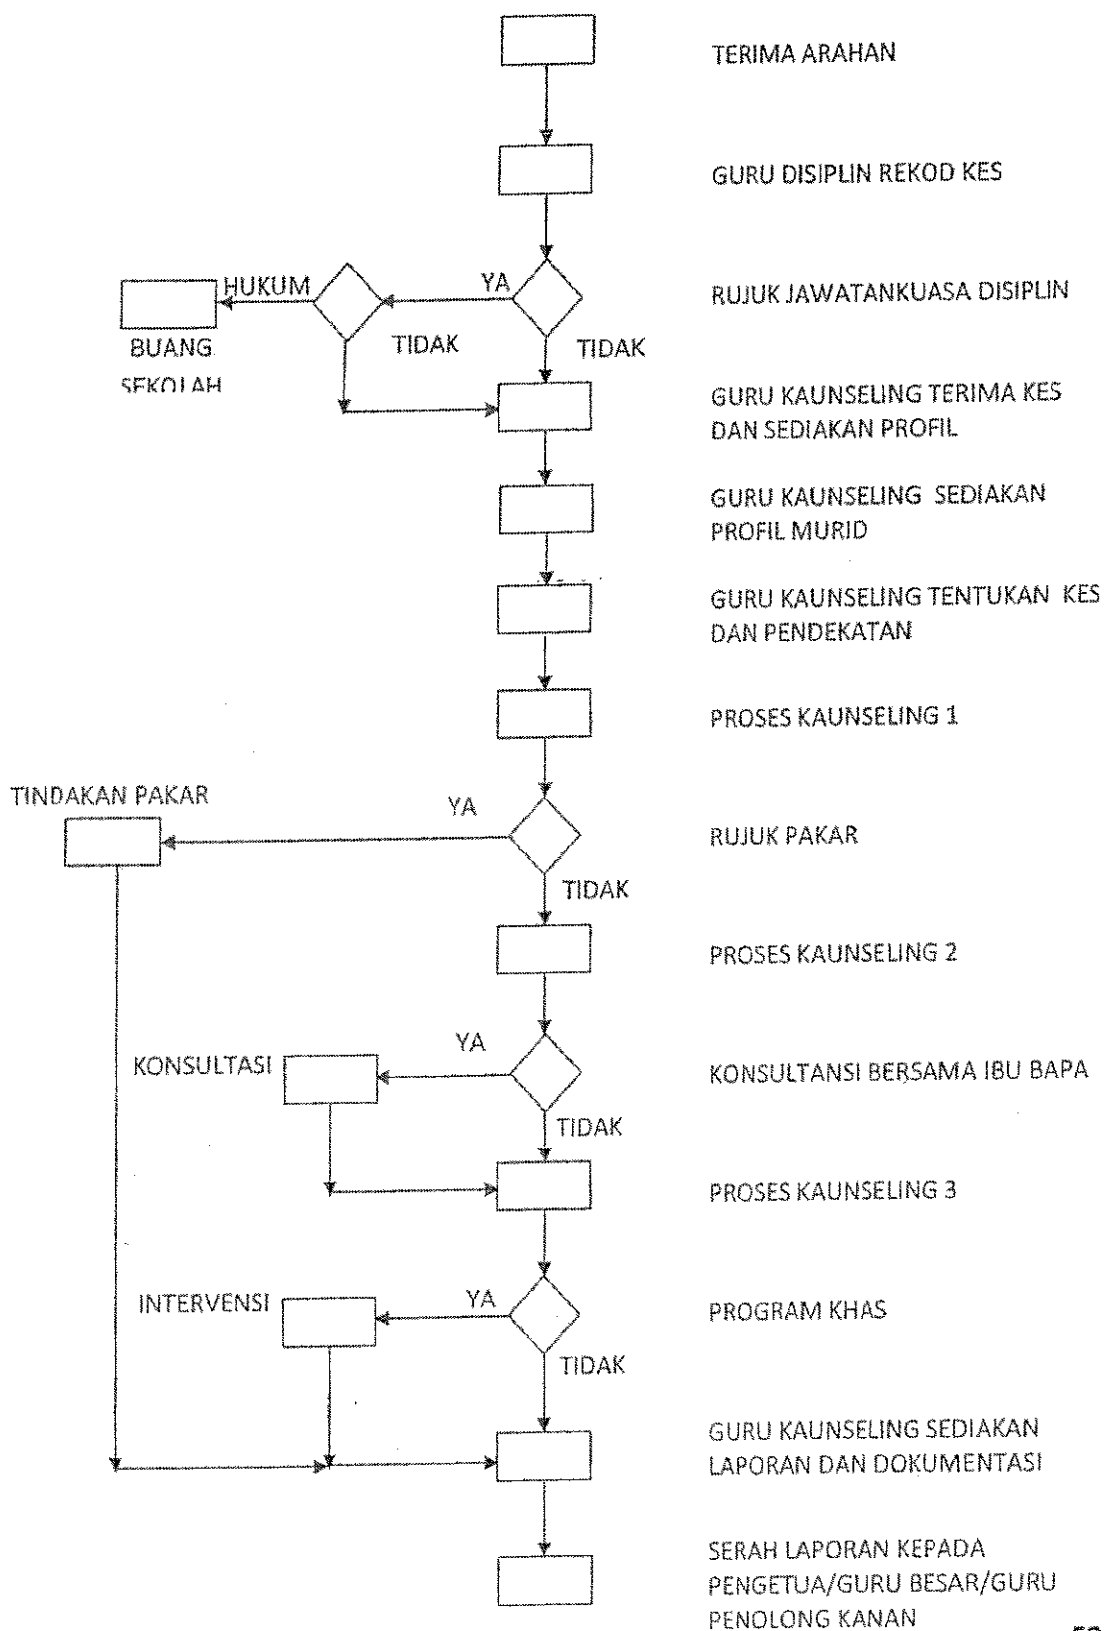 TERIMA ARAHAN
GURU DISIPLIN REKOD KES
HUKUM
YA
RUJUK JAWATANKUASA DISIPLIN
BUANG
SEKOLAH
TIDAK
TIDAK
GURU KAUNSELING TERIMA KES
DAN SEDIAKAN PROFIL
GURU KAUNSELING SEDIAKAN
PROFIL MURID
GURU KAUNSELING TENTUKAN KES
DAN PENDEKATAN
PROSES KAUNSELING 1
TINDAKAN PAKAR
YA
RUJUK PAKAR
TIDAK
PROSES KAUNSELING 2
KONSULTASI
YA
KONSULTANSI BERSAMA IBU BAPA
TIDAK
PROSES KAUNSELING 3
INTERVENSI
YA
PROGRAM KHAS
TIDAK
GURU KAUNSELING SEDIAKAN
LAPORAN DAN DOKUMENTASI
SERAH LAPORAN KEPADA
PENGETUA/GURU BESAR/GURU
PENOLONG KANAN